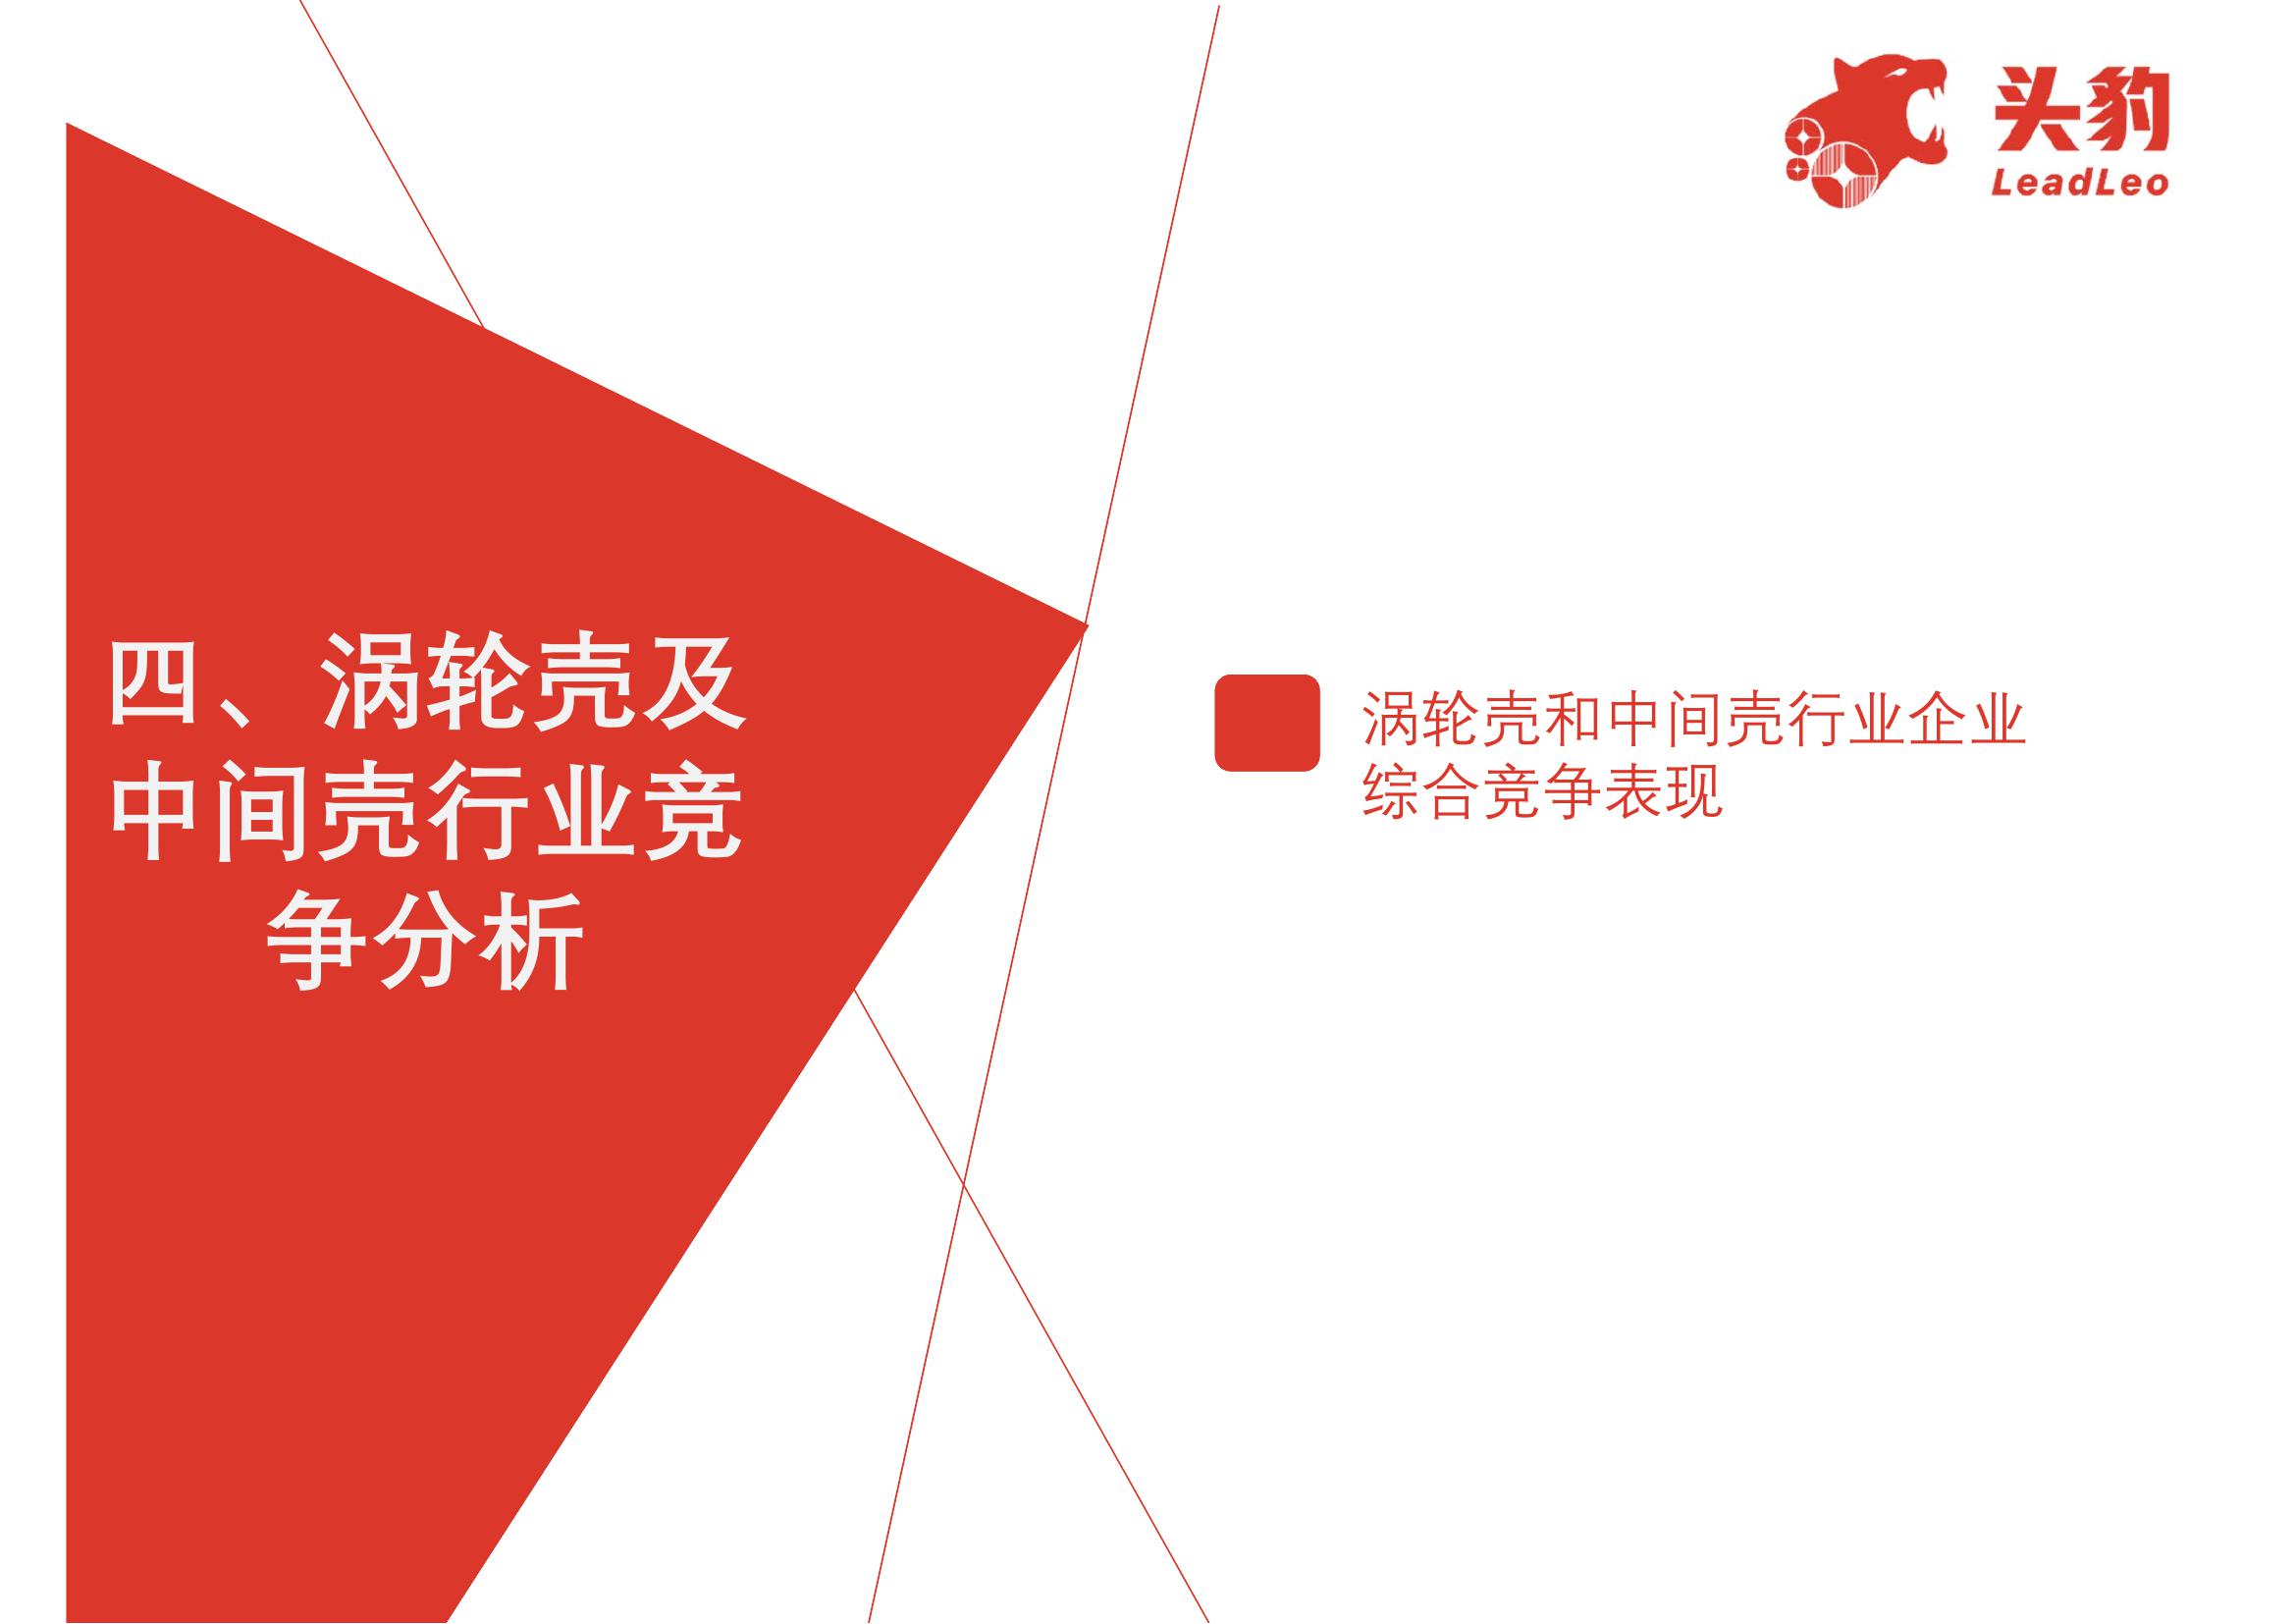 头豹
LeadLeo
四、涡轮壳及
中间壳行业竞
争分析
涡轮壳和中间壳行业企业
综合竞争表现